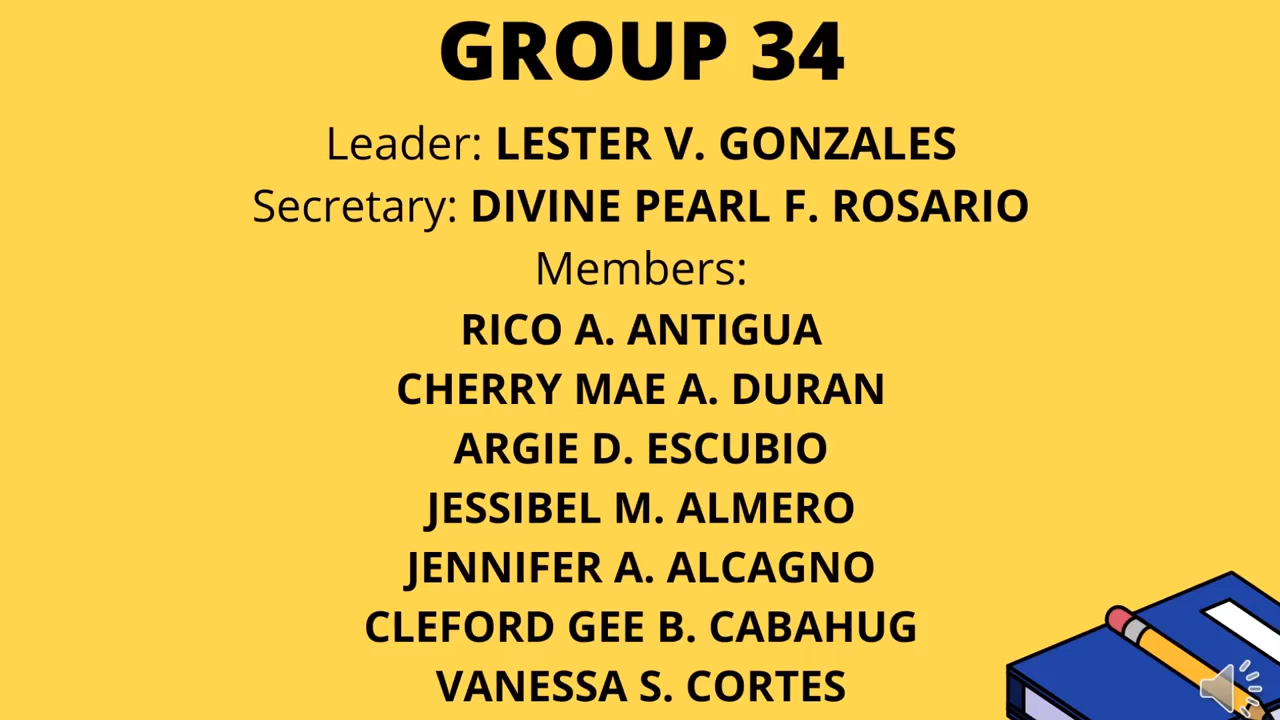 GROUP 34
Leader: LESTER V. GONZALES
Secretary: DIVINE PEARL F. ROSARIO
Members:
RICO A. ANTIGUA
CHERRY MAE A. DURAN
ARGIE D. ESCUBIO
JESSIBEL M. ALMERO
JENNIFER A. ALCAGNO
CLEFORD GEE B. CABAHUG
VANESSA S. CORTES